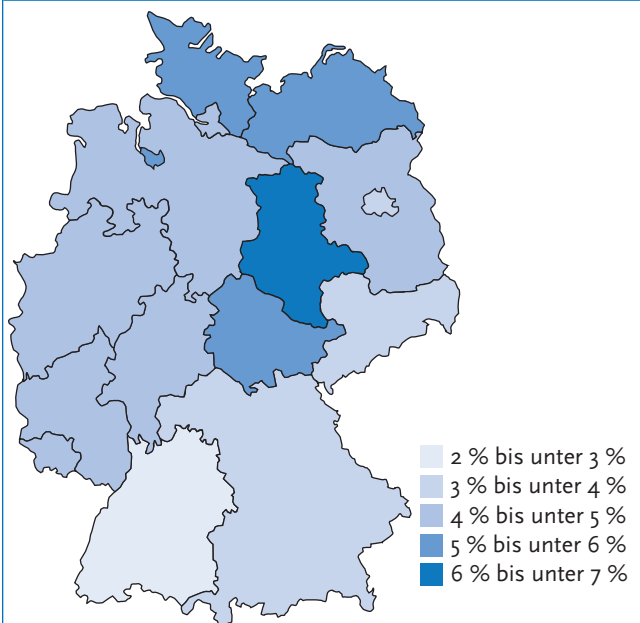 2 % bis unter 3 %
3 % bis unter 4 %
4 % bis unter 5 %
5 % bis unter 6 %
6 % bis unter 7 %